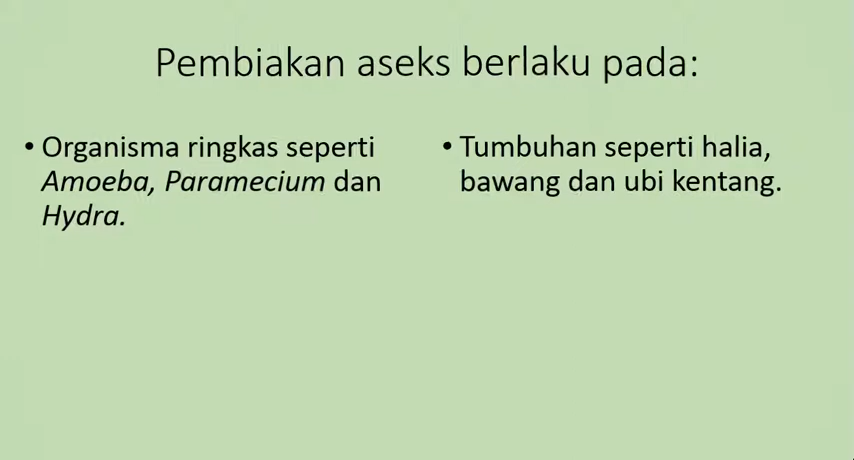 Pembiakan aseks berlaku pada:
• Organisma ringkas seperti
Amoeba, Paramecium dan
Hydra.
• Tumbuhan seperti halia,
bawang dan ubi kentang.